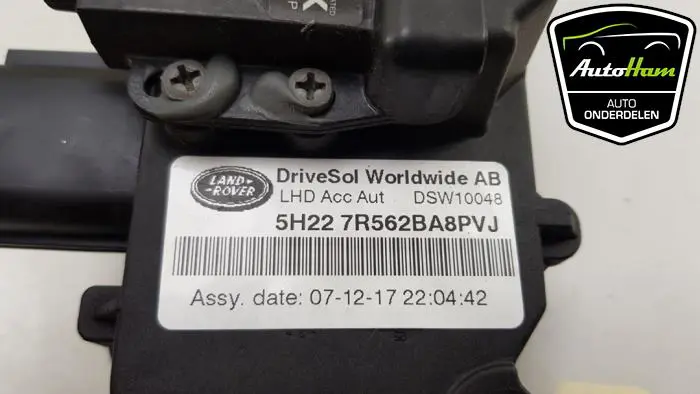 AutoHam
AUTO
ONDERDELEN
LAND
ROVER
DriveSol Worldwide AB
LHD Acc Aut DSW10048
5H22 7R562BA8PVJ
Assy. date: 07-12-17 22:04:42